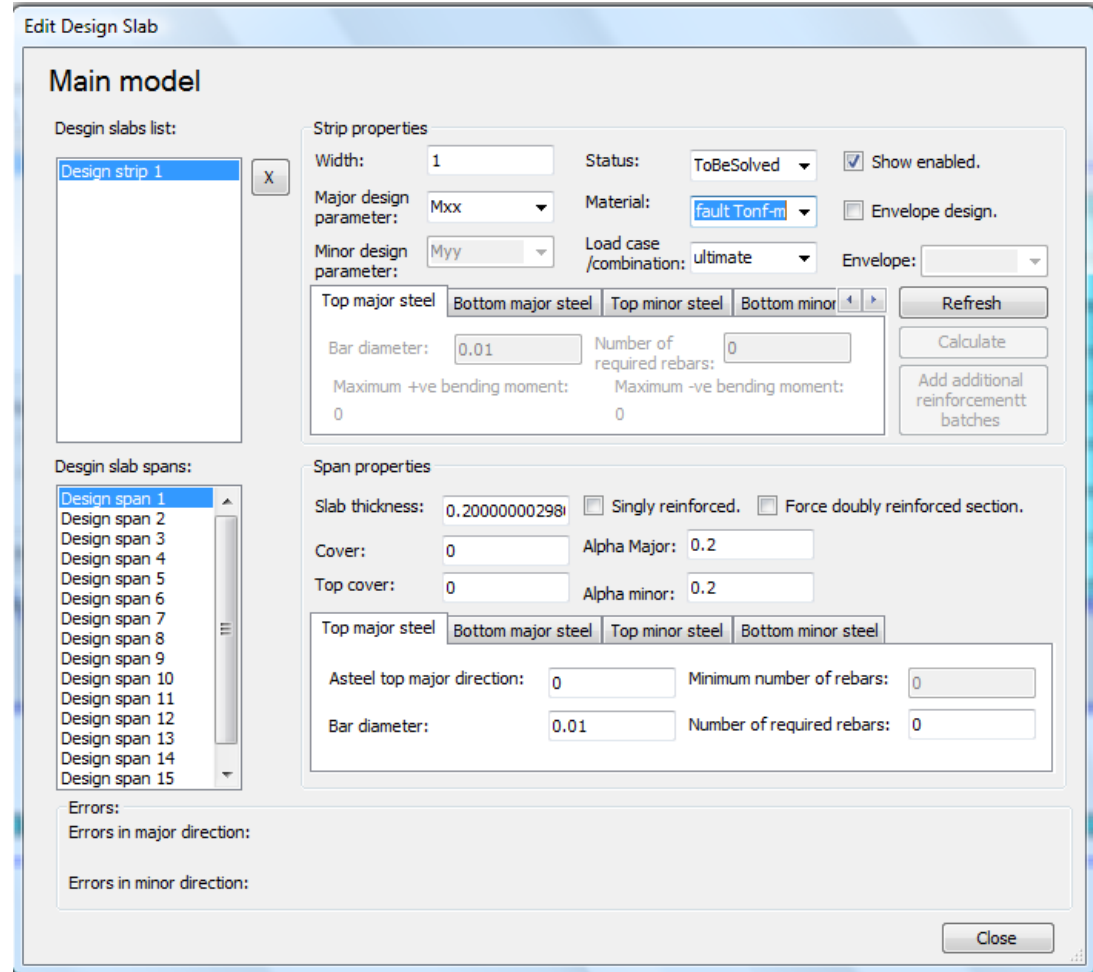 Edit Design Slab
Main model
Desgin slabs list:
Design strip 1
X
Strip properties
Width:
1
Status:
ToBeSolved
Show enabled.
Major design
parameter:
Mxx
Material:
fault Tonf-m
Envelope design.
Minor design
parameter:
Myy
Load case
/combination:
ultimate
Envelope:
Top major steel
Bottom major steel
Top minor steel
Bottom minor
Refresh
Bar diameter:
0.01
Number of
required rebars:
0
Calculate
Maximum +ve bending moment:
Maximum -ve bending moment:
0
0
Add additional
reinforcementt
batches
Desgin slab spans:
Design span 1
Design span 2
Design span 3
Design span 4
Design span 5
Design span 6
Design span 7
Design span 8
Design span 9
Design span 10
Design span 11
Design span 12
Design span 13
Design span 14
Design span 15
Span properties
Slab thickness:
0.2000000029
Singly reinforced.
Force doubly reinforced section.
Cover:
0
Alpha Major:
0.2
Top cover:
0
Alpha minor:
0.2
Top major steel
Bottom major steel
Top minor steel
Bottom minor steel
Asteel top major direction:
0
Minimum number of rebars:
0
Bar diameter:
0.01
Number of required rebars:
0
Errors:
Errors in major direction:
Errors in minor direction:
Close